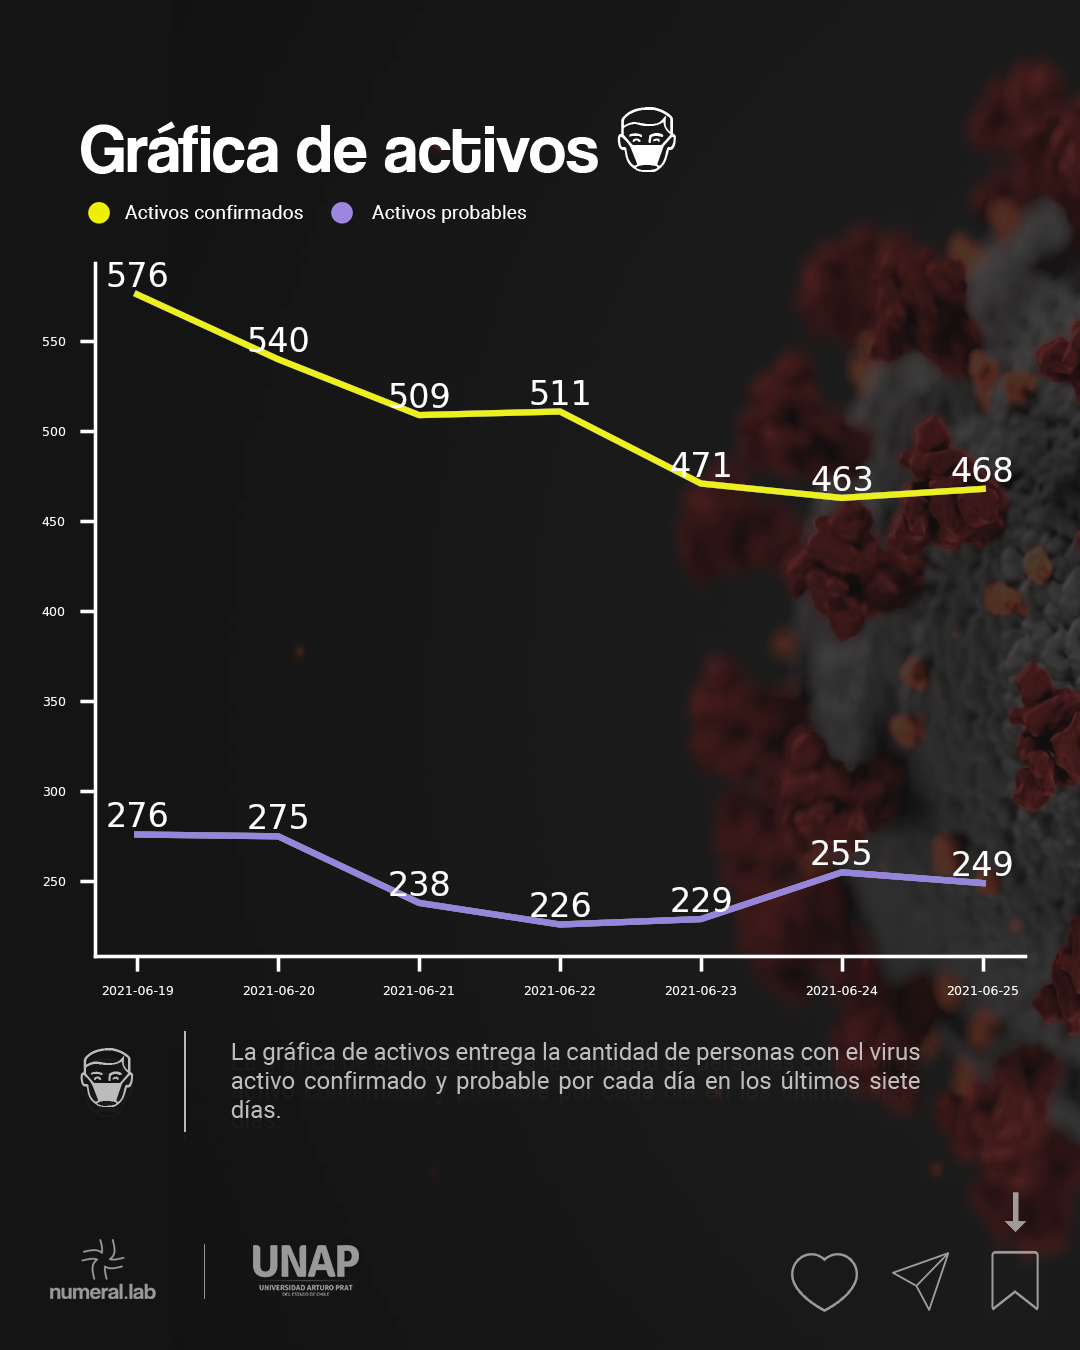 Gráfica de activos
Activos confirmados Activos probables
576
540
509
511
471
463
468
550
500
450
400
350
300
250
276
275
238
226
229
255
249
2021-06-19 2021-06-20 2021-06-21 2021-06-22 2021-06-23 2021-06-24 2021-06-25
La gráfica de activos entrega la cantidad de personas con el virus
activo confirmado y probable por cada día en los últimos siete
días.
numeral.lab
UNAP
UNIVERSIDAD ARTURO PRAT
DEL ESTADO DE CHILE